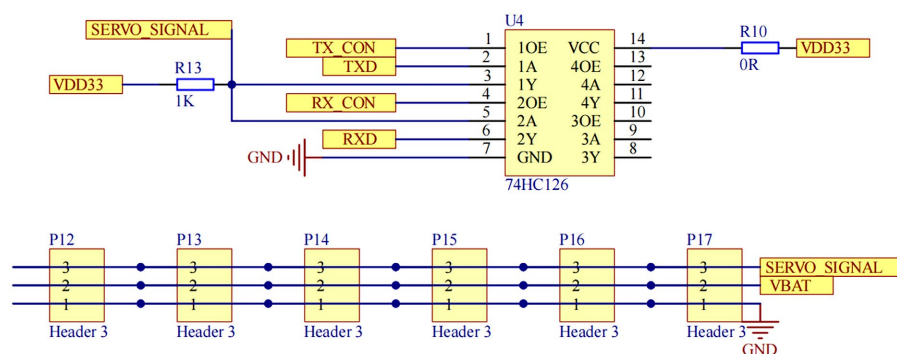 U4
SERVO_SIGNAL
TX_CON 1 1OE VCC 14 R10 VDD33
TXD 2 1A 4OE 13 0R
R13 3 1Y 4A 12
VDD33 1K RX_CON 4 2OE 4Y 11
5 2A 3OE 10
RXD 6 2Y 3A 9
GND 7 GND 3Y 8
74HC126
P12 P13 P14 P15 P16 P17
3 3 3 3 3 3 SERVO_SIGNAL
2 2 2 2 2 2 VBAT
1 1 1 1 1 1
Header 3 Header 3 Header 3 Header 3 Header 3 Header 3
GND